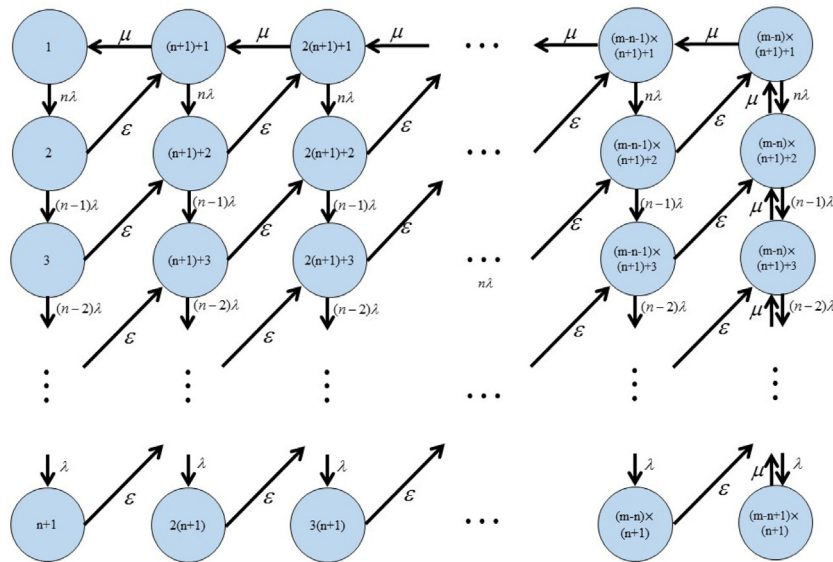 1 μ (n+1)+1 μ 2(n+1)+1 μ ... μ (m-n-1)× (n+1)+1 μ (m-n)× (n+1)+1
nλ ε nλ ε nλ ε ε nλ ε μ nλ
2 (n+1)+2 2(n+1)+2 ... (m-n-1)× (n+1)+2 (m-n)× (n+1)+2
(n−1)λ ε (n−1)λ ε (n−1)λ ε ε (n−1)λ ε μ (n−1)λ
3 (n+1)+3 2(n+1)+3 ... (m-n-1)× (n+1)+3 (m-n)× (n+1)+3
nλ
(n−2)λ ε (n−2)λ ε (n−2)λ ε (n−2)λ ε μ (n−2)λ
⋮ ⋮ ⋮ ... ⋮ ⋮
λ ε λ ε λ ε λ ε μ λ
n+1 2(n+1) 3(n+1) ... (m-n)× (n+1) (m-n+1)× (n+1)